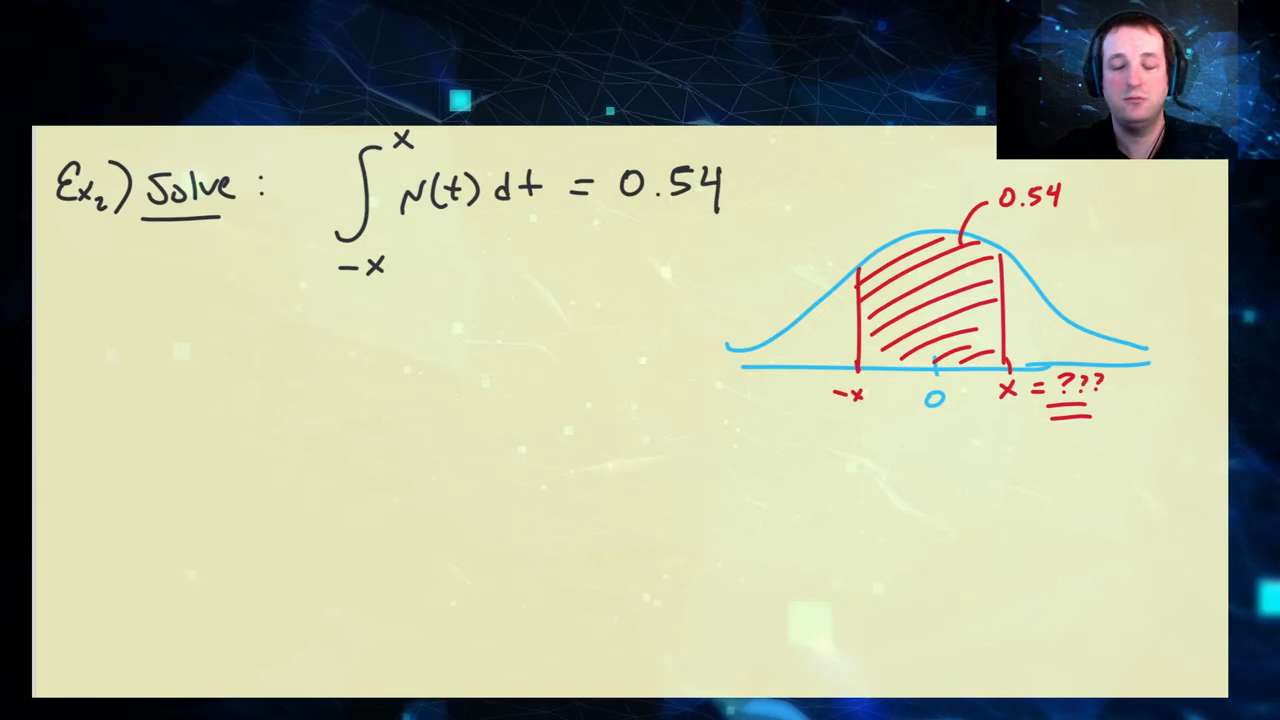 Ex₂) Solve : ∫_{-x}^{x} N(t) dt = 0.54
0.54
-x 0 x = ???